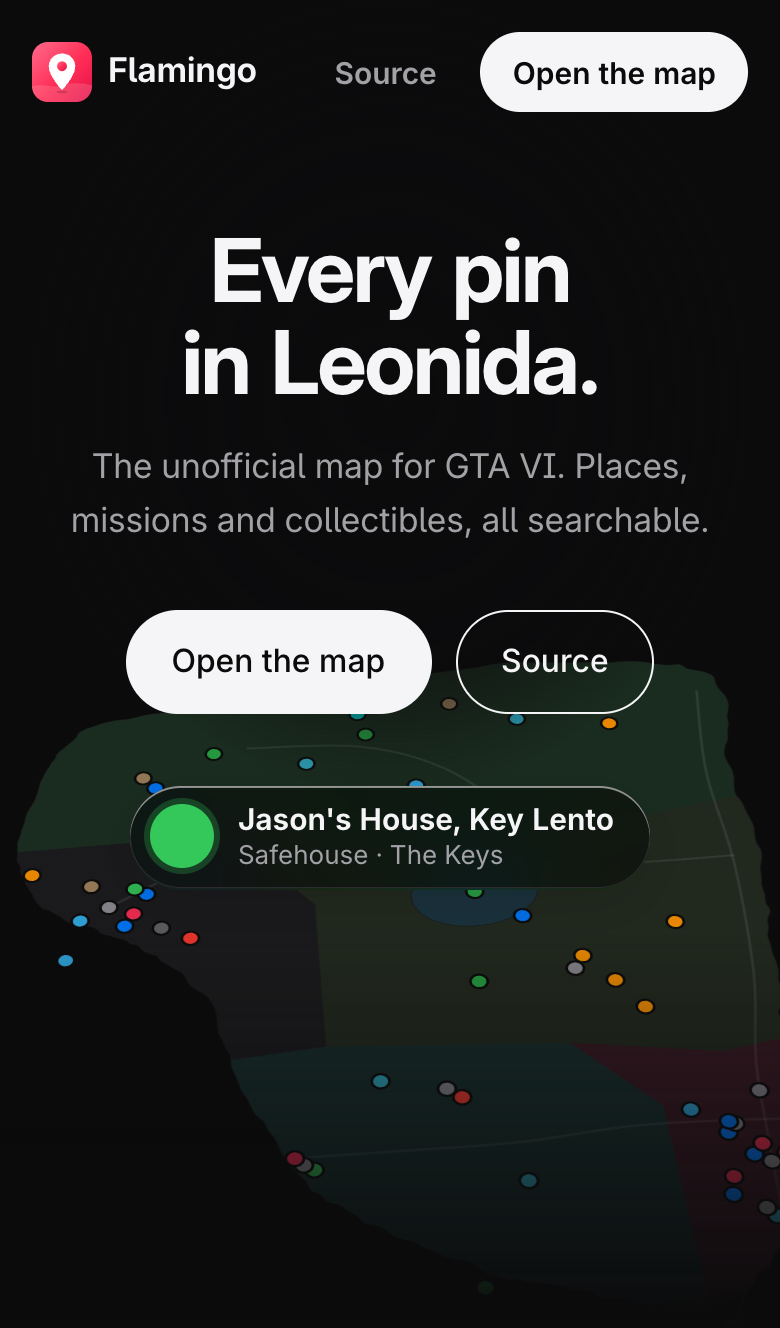 Flamingo
Source
Open the map
Every pin
in Leonida.
The unofficial map for GTA VI. Places,
missions and collectibles, all searchable.
Open the map
Source
Jason's House, Key Lento
Safehouse · The Keys